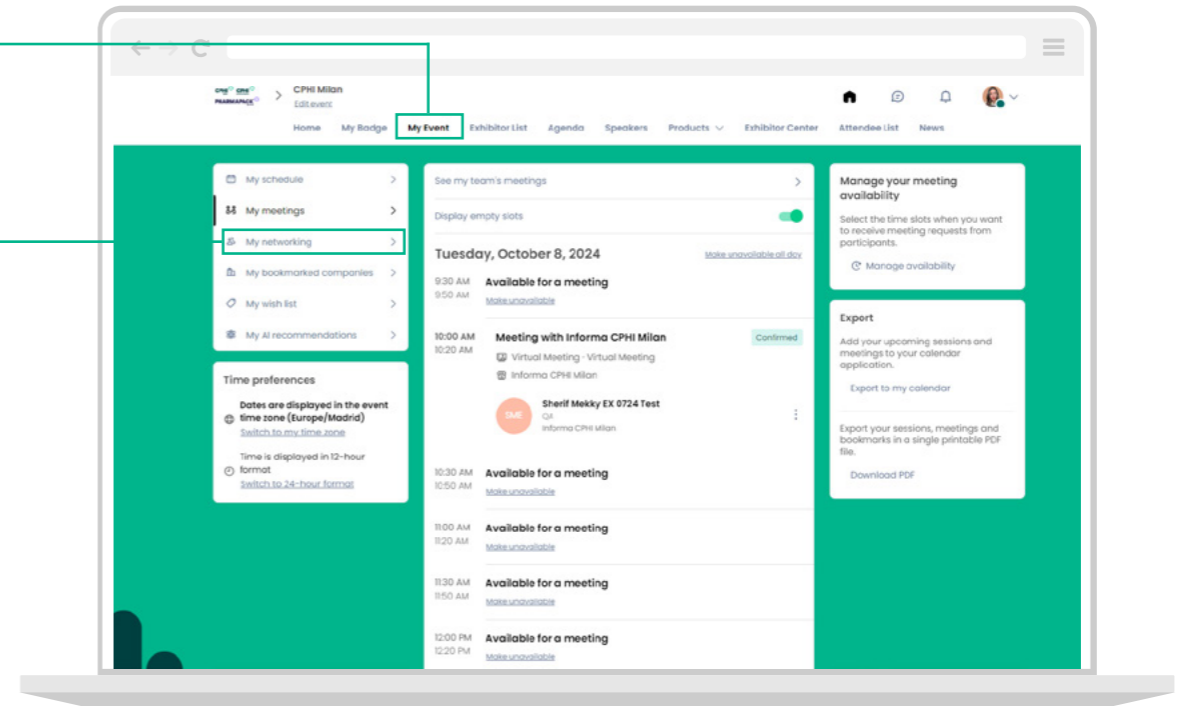 cphi cphi
PHARMAPACK
CPHI Milan
Edit event
Home My Badge My Event Exhibitor List Agenda Speakers Products Exhibitor Center Attendee List News
My schedule
My meetings
My networking
My bookmarked companies
My wish list
My AI recommendations
Time preferences
Dates are displayed in the event
time zone (Europe/Madrid)
Switch to my time zone
Time is displayed in 12-hour
format
Switch to 24-hour format
See my team's meetings
Display empty slots
Tuesday, October 8, 2024
Make unavailable all day
9:30 AM Available for a meeting
9:50 AM Make unavailable
10:00 AM Meeting with Informa CPHI Milan Confirmed
10:20 AM
Virtual Meeting - Virtual Meeting
Informa CPHI Milan
SME
Sherif Mekky EX 0724 Test
QA
Informa CPHI Milan
10:30 AM Available for a meeting
10:50 AM Make unavailable
11:00 AM Available for a meeting
11:20 AM Make unavailable
11:30 AM Available for a meeting
11:50 AM Make unavailable
12:00 PM Available for a meeting
12:20 PM Make unavailable
Manage your meeting
availability
Select the time slots when you want
to receive meeting requests from
participants.
Manage availability
Export
Add your upcoming sessions and
meetings to your calendar
application.
Export to my calendar
Export your sessions, meetings and
bookmarks in a single printable PDF
file.
Download PDF